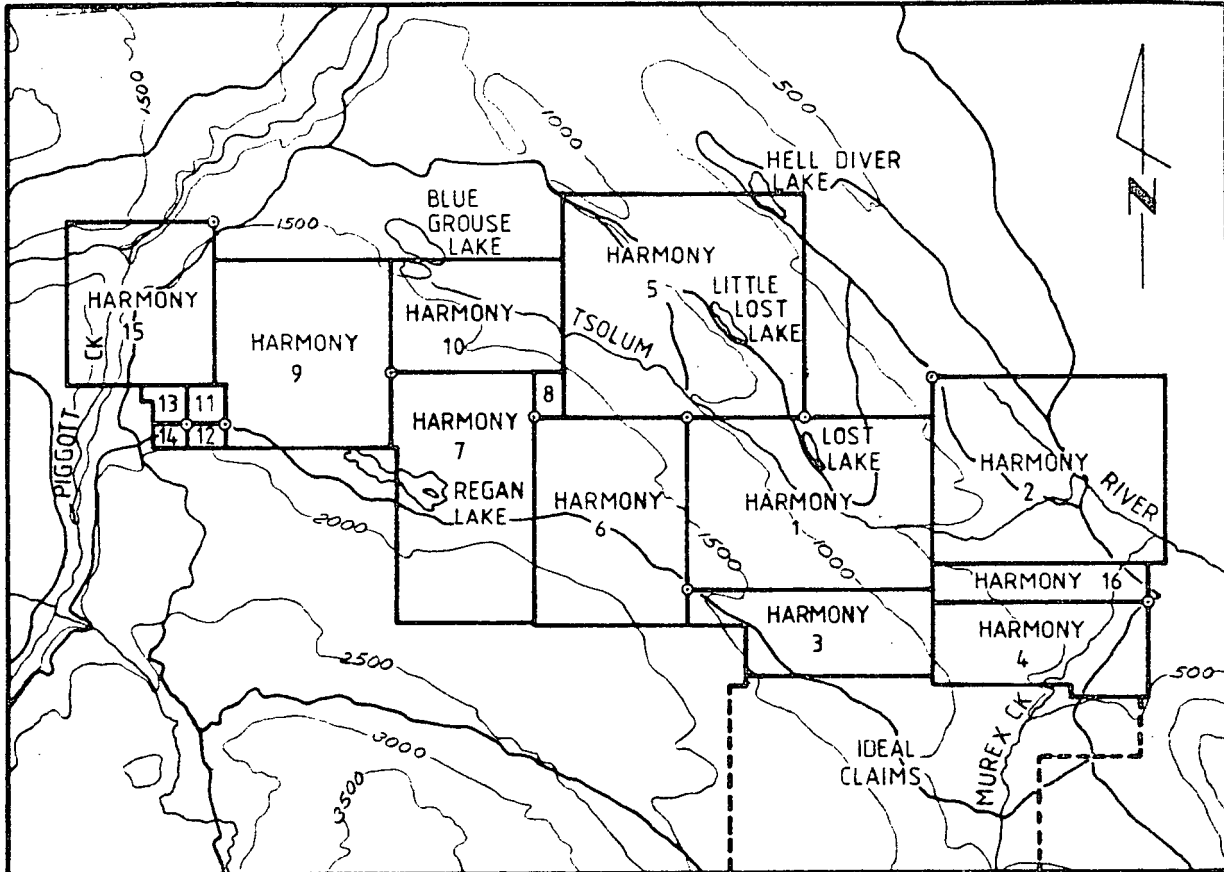 1500
500
1000
HELL DIVER
LAKE
BLUE
GROUSE
LAKE
1500
N
HARMONY
15
HARMONY
5
LITTLE
LOST
LAKE
HARMONY
9
HARMONY
10
TSOLUM
CK
13
11
14
12
8
HARMONY
7
LOST
LAKE
HARMONY
2
RIVER
PIGGOTT
REGAN
LAKE
HARMONY
6
HARMONY
1
2000
1500
1000
HARMONY 16
HARMONY
3
HARMONY
4
2500
500
3000
3500
IDEAL
CLAIMS
MUREX CK